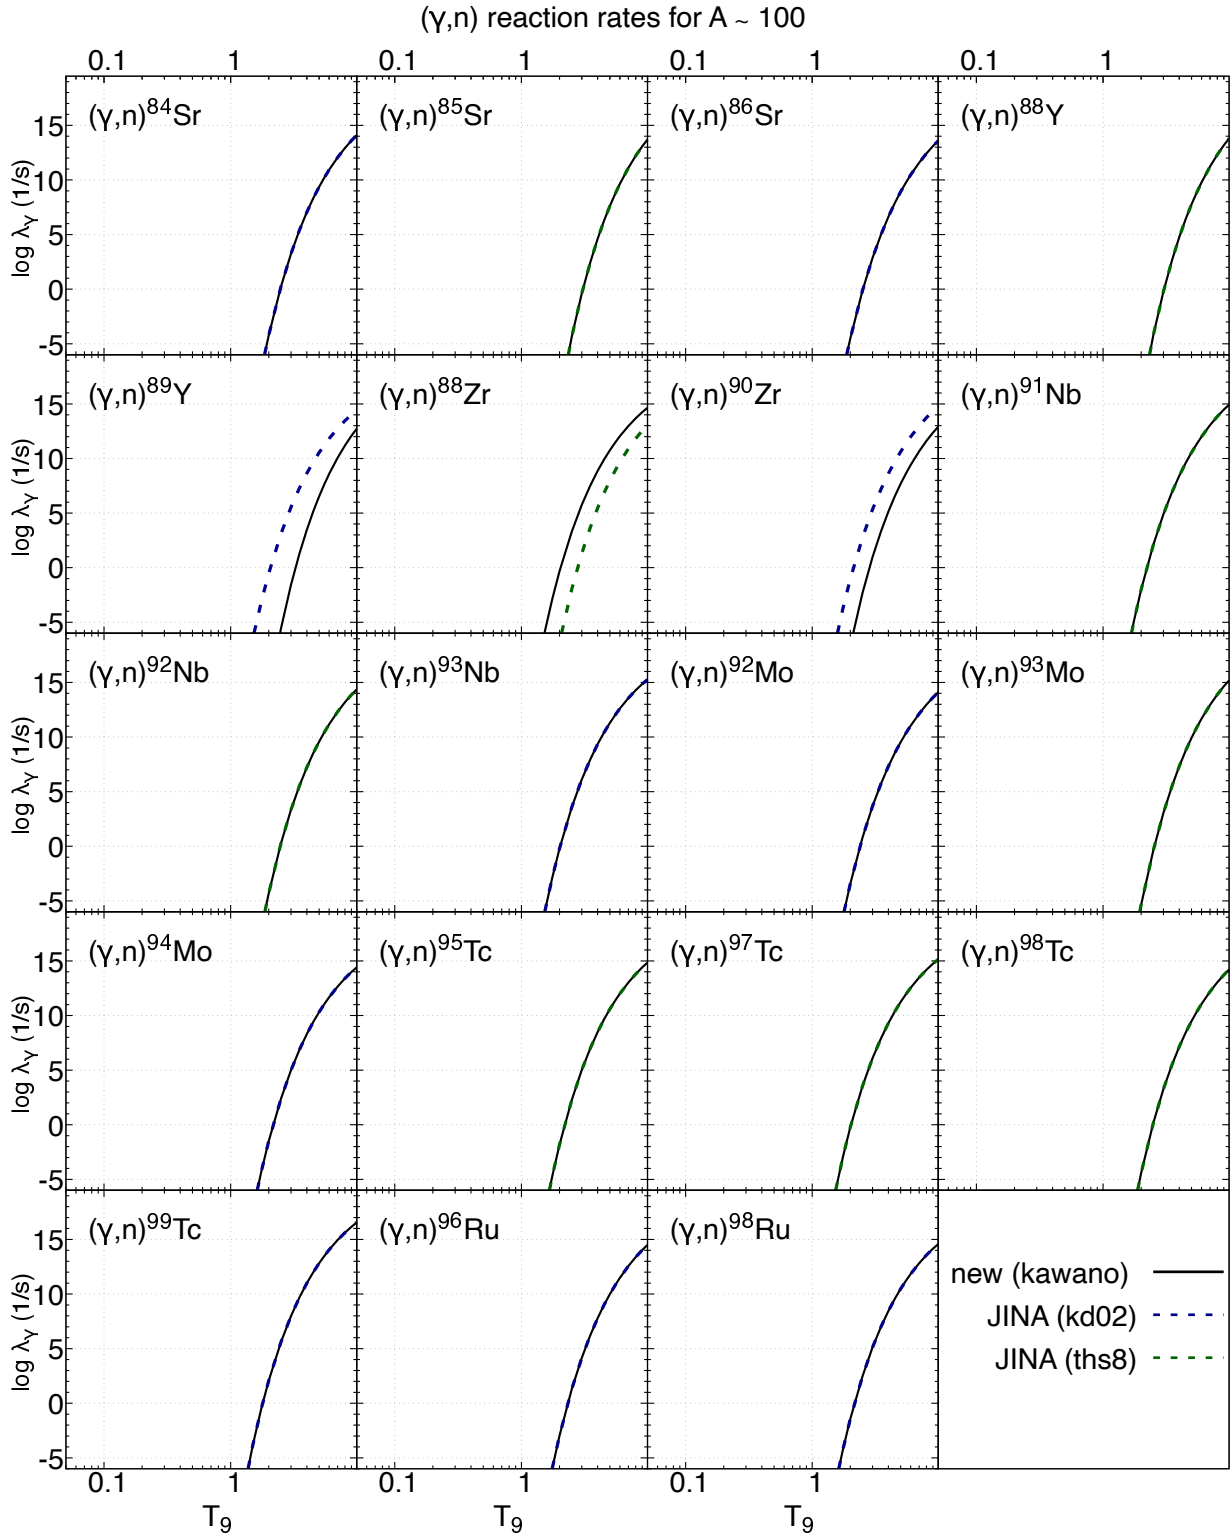 (γ,n) reaction rates for A ~ 100
0.1 1 0.1 1 0.1 1 0.1 1
(γ,n)⁸⁴Sr (γ,n)⁸⁵Sr (γ,n)⁸⁶Sr (γ,n)⁸⁸Y
15
10
5
0
-5
log λγ (1/s)
(γ,n)⁸⁹Y (γ,n)⁸⁸Zr (γ,n)⁹⁰Zr (γ,n)⁹¹Nb
15
10
5
0
-5
log λγ (1/s)
(γ,n)⁹²Nb (γ,n)⁹³Nb (γ,n)⁹²Mo (γ,n)⁹³Mo
15
10
5
0
-5
log λγ (1/s)
(γ,n)⁹⁴Mo (γ,n)⁹⁵Tc (γ,n)⁹⁷Tc (γ,n)⁹⁸Tc
15
10
5
0
-5
log λγ (1/s)
(γ,n)⁹⁹Tc (γ,n)⁹⁶Ru (γ,n)⁹⁸Ru
15
10
5
0
-5
log λγ (1/s)
new (kawano)
JINA (kd02)
JINA (ths8)
0.1 1 0.1 1 0.1 1
T₉ T₉ T₉